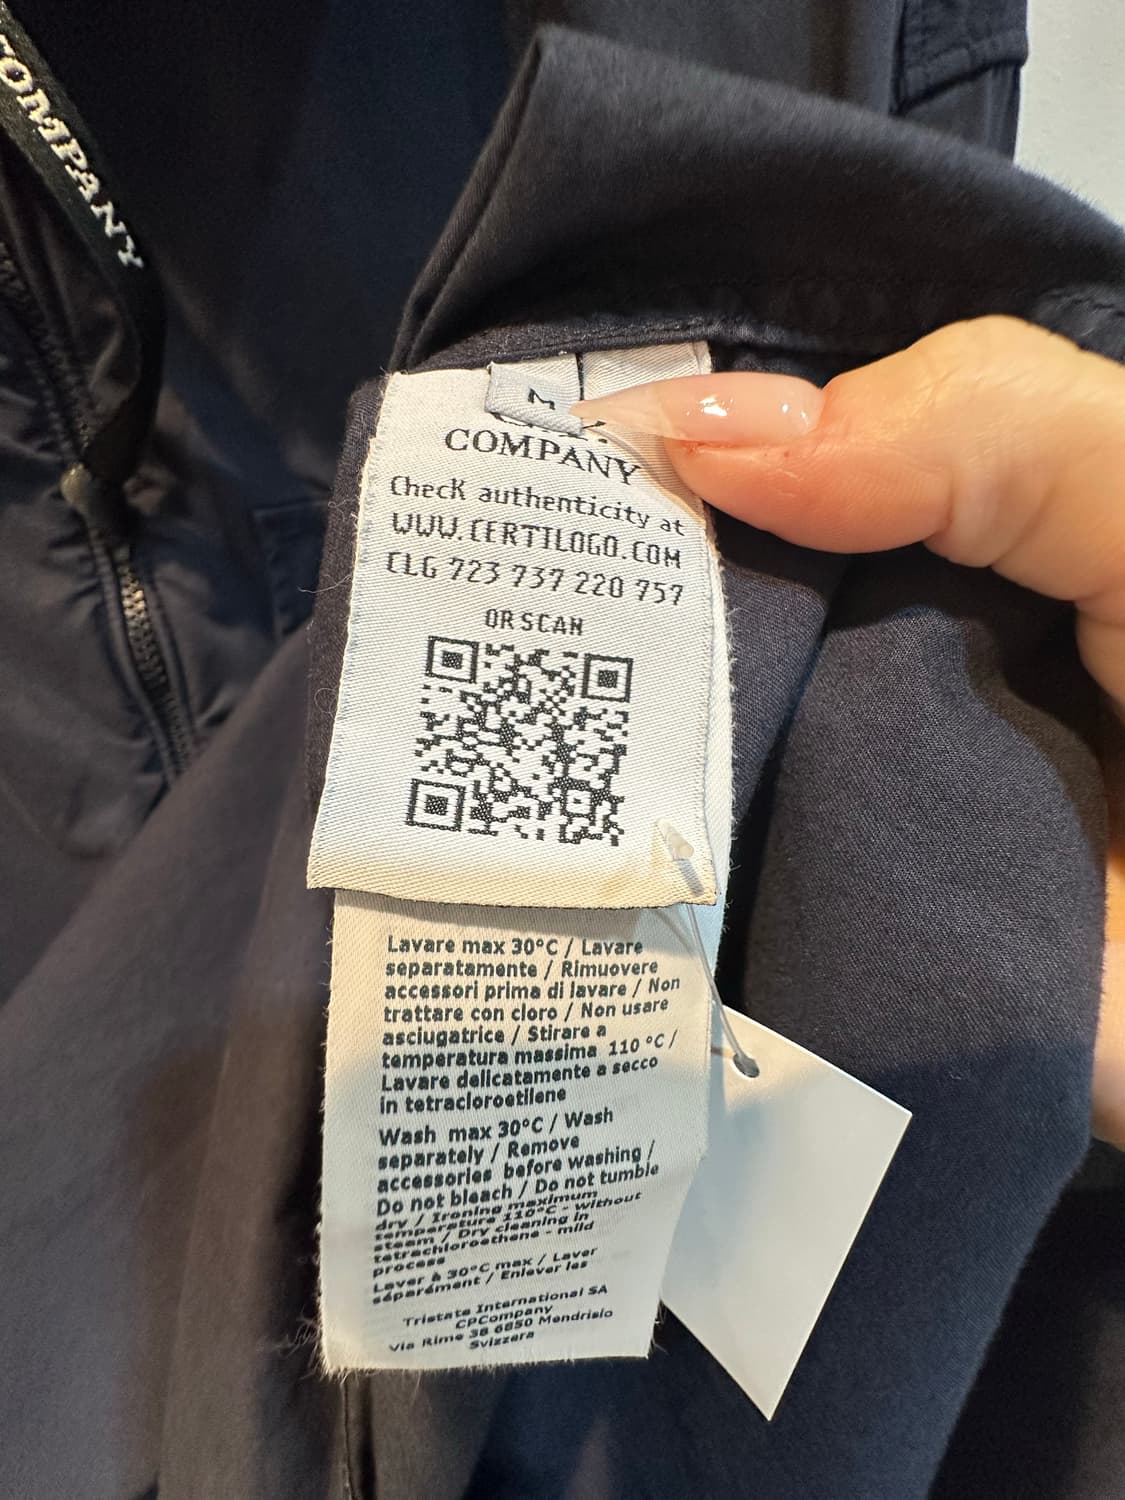 COMPANY
M
COMPANY
Check authenticity at
WWW.CERTILOGO.COM
CLG 723 737 220 757
OR SCAN
Lavare max 30°C / Lavare
separatamente / Rimuovere
accessori prima di lavare / Non
trattare con cloro / Non usare
asciugatrice / Stirare a
temperatura massima 110 °C /
Lavare delicatamente a secco
in tetracloroetilene
Wash max 30°C / Wash
separately / Remove
accessories before washing /
Do not bleach / Do not tumble
dry / Ironing maximum
temperature 110°C - without
steam / Dry cleaning in
tetrachloroethene - mild
process
Laver à 30°C max / Laver
séparément / Enlever les
Tristate International SA
CPCompany
Via Rime 38 6850 Mendrisio
Svizzera